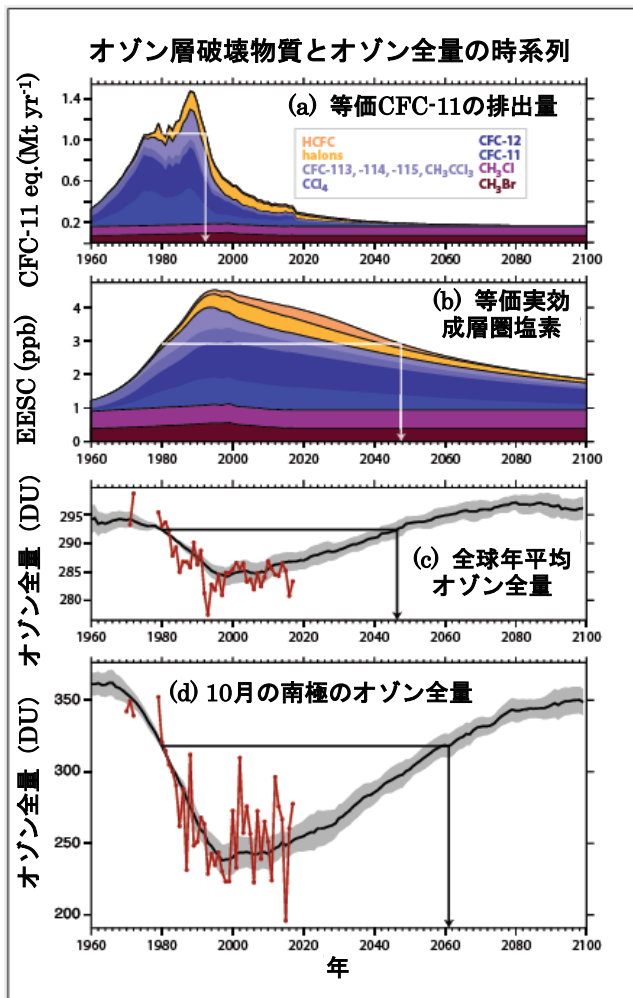 オゾン層破壊物質とオゾン全量の時系列
CFC-11 eq.(Mt yr⁻¹)
(a) 等価CFC-11の排出量
HCFC
halons
CFC-113, -114, -115, CH₃CCl₃
CCl₄
CFC-12
CFC-11
CH₃Cl
CH₃Br
1.4
1.0
0.6
0.2
1960 1980 2000 2020 2040 2060 2080 2100
EESC (ppb)
(b) 等価実効
成層圏塩素
4
3
2
1
0
1960 1980 2000 2020 2040 2060 2080 2100
オゾン全量 (DU)
295
290
285
280
(c) 全球年平均
オゾン全量
1960 1980 2000 2020 2040 2060 2080 2100
オゾン全量 (DU)
(d) 10月の南極のオゾン全量
350
300
250
200
1960 1980 2000 2020 2040 2060 2080 2100
年